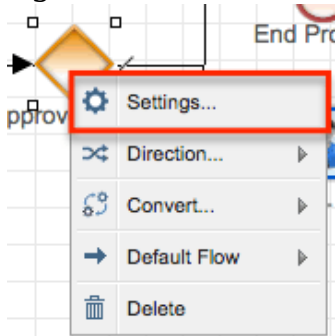 End Pro
pprov
Settings...
Direction...
Convert...
Default Flow
Delete